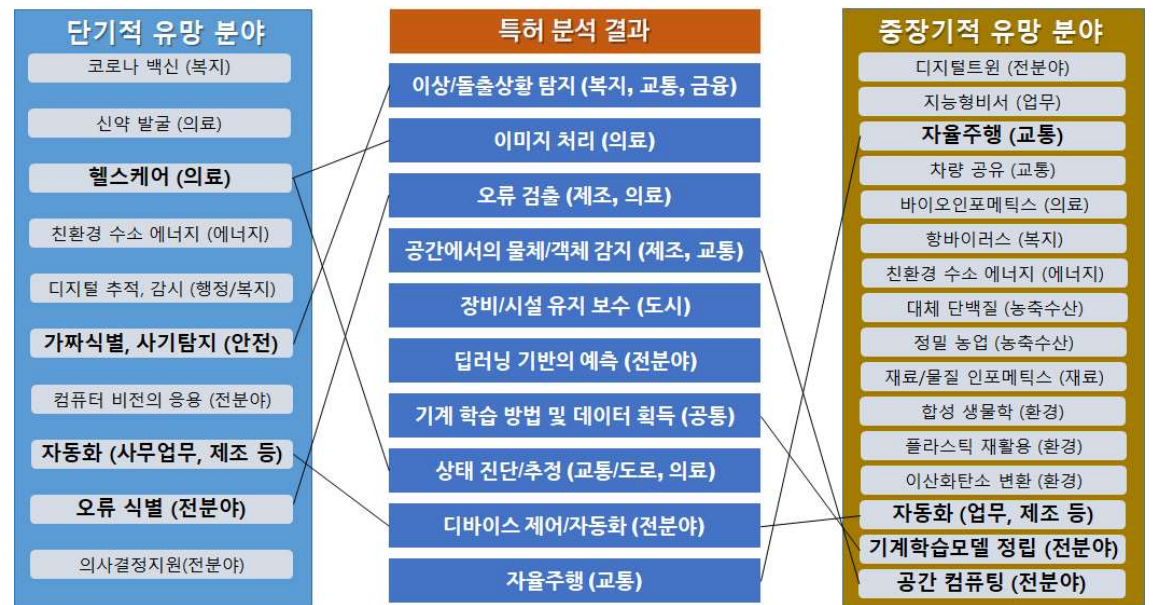 단기적 유망 분야
코로나 백신 (복지)
신약 발굴 (의료)
헬스케어 (의료)
친환경 수소 에너지 (에너지)
디지털 추적, 감시 (행정/복지)
가짜식별, 사기탐지 (안전)
컴퓨터 비전의 응용 (전분야)
자동화 (사무업무, 제조 등)
오류 식별 (전분야)
의사결정지원(전분야)
특허 분석 결과
이상/돌출상황 탐지 (복지, 교통, 금융)
이미지 처리 (의료)
오류 검출 (제조, 의료)
공간에서의 물체/객체 감지 (제조, 교통)
장비/시설 유지 보수 (도시)
딥러닝 기반의 예측 (전분야)
기계 학습 방법 및 데이터 획득 (공통)
상태 진단/추정 (교통/도로, 의료)
디바이스 제어/자동화 (전분야)
자율주행 (교통)
중장기적 유망 분야
디지털트윈 (전분야)
지능형비서 (업무)
자율주행 (교통)
차량 공유 (교통)
바이오인포메틱스 (의료)
항바이러스 (복지)
친환경 수소 에너지 (에너지)
대체 단백질 (농축수산)
정밀 농업 (농축수산)
재료/물질 인포메틱스 (재료)
합성 생물학 (환경)
플라스틱 재활용 (환경)
이산화탄소 변환 (환경)
자동화 (업무, 제조 등)
기계학습모델 정립 (전분야)
공간 컴퓨팅 (전분야)